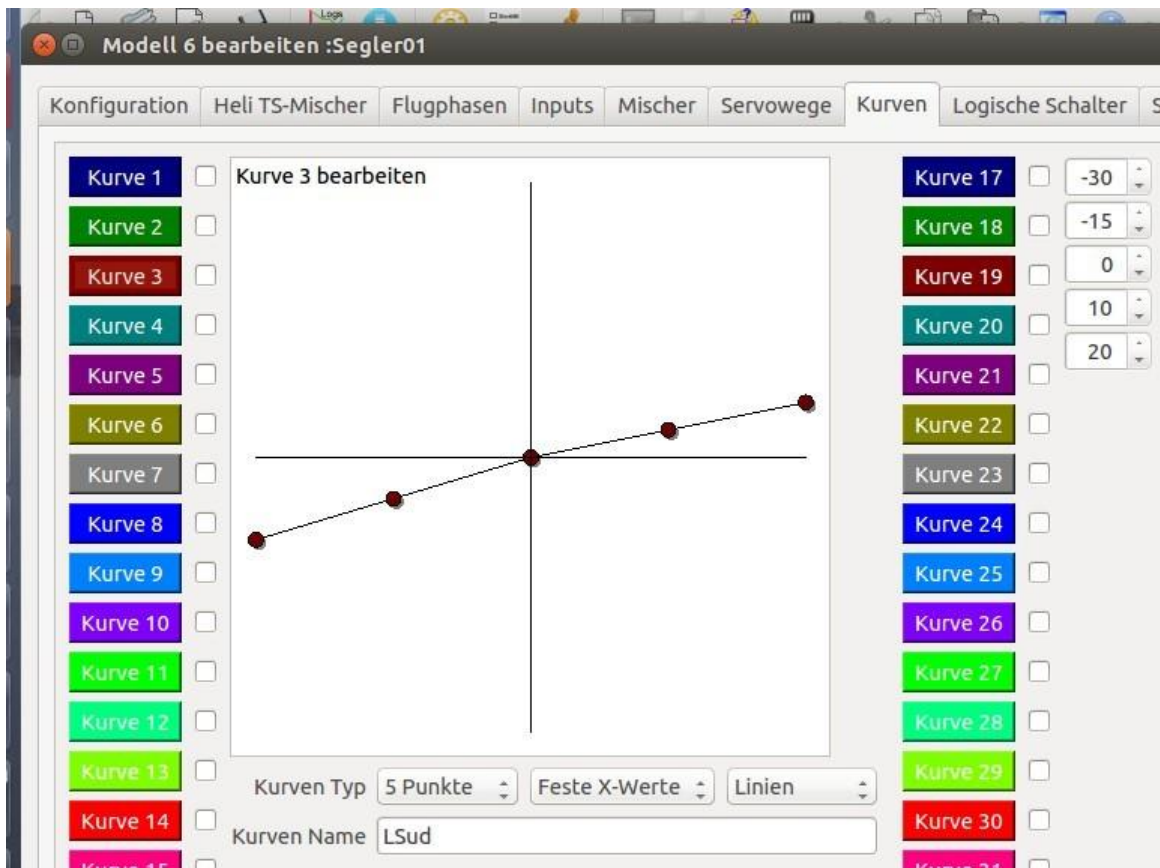 Modell 6 bearbeiten :Segler01
Konfiguration Heli TS-Mischer Flugphasen Inputs Mischer Servowege Kurven Logische Schalter S
Kurve 3 bearbeiten
Kurve 1
Kurve 2
Kurve 3
Kurve 4
Kurve 5
Kurve 6
Kurve 7
Kurve 8
Kurve 9
Kurve 10
Kurve 11
Kurve 12
Kurve 13
Kurve 14
Kurve 15
Kurve 17
Kurve 18
Kurve 19
Kurve 20
Kurve 21
Kurve 22
Kurve 23
Kurve 24
Kurve 25
Kurve 26
Kurve 27
Kurve 28
Kurve 29
Kurve 30
Kurve 31
-30
-15
0
10
20
Kurven Typ 5 Punkte Feste X-Werte Linien
Kurven Name LSud